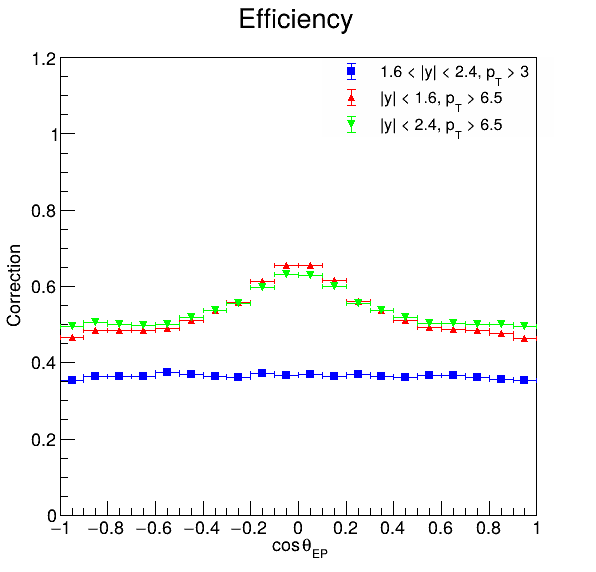 Efficiency
1.6 < |y| < 2.4, p_T > 3
|y| < 1.6, p_T > 6.5
|y| < 2.4, p_T > 6.5
Correction
1.2
1
0.8
0.6
0.4
0.2
0
−1 −0.8 −0.6 −0.4 −0.2 0 0.2 0.4 0.6 0.8 1
cosθ_EP